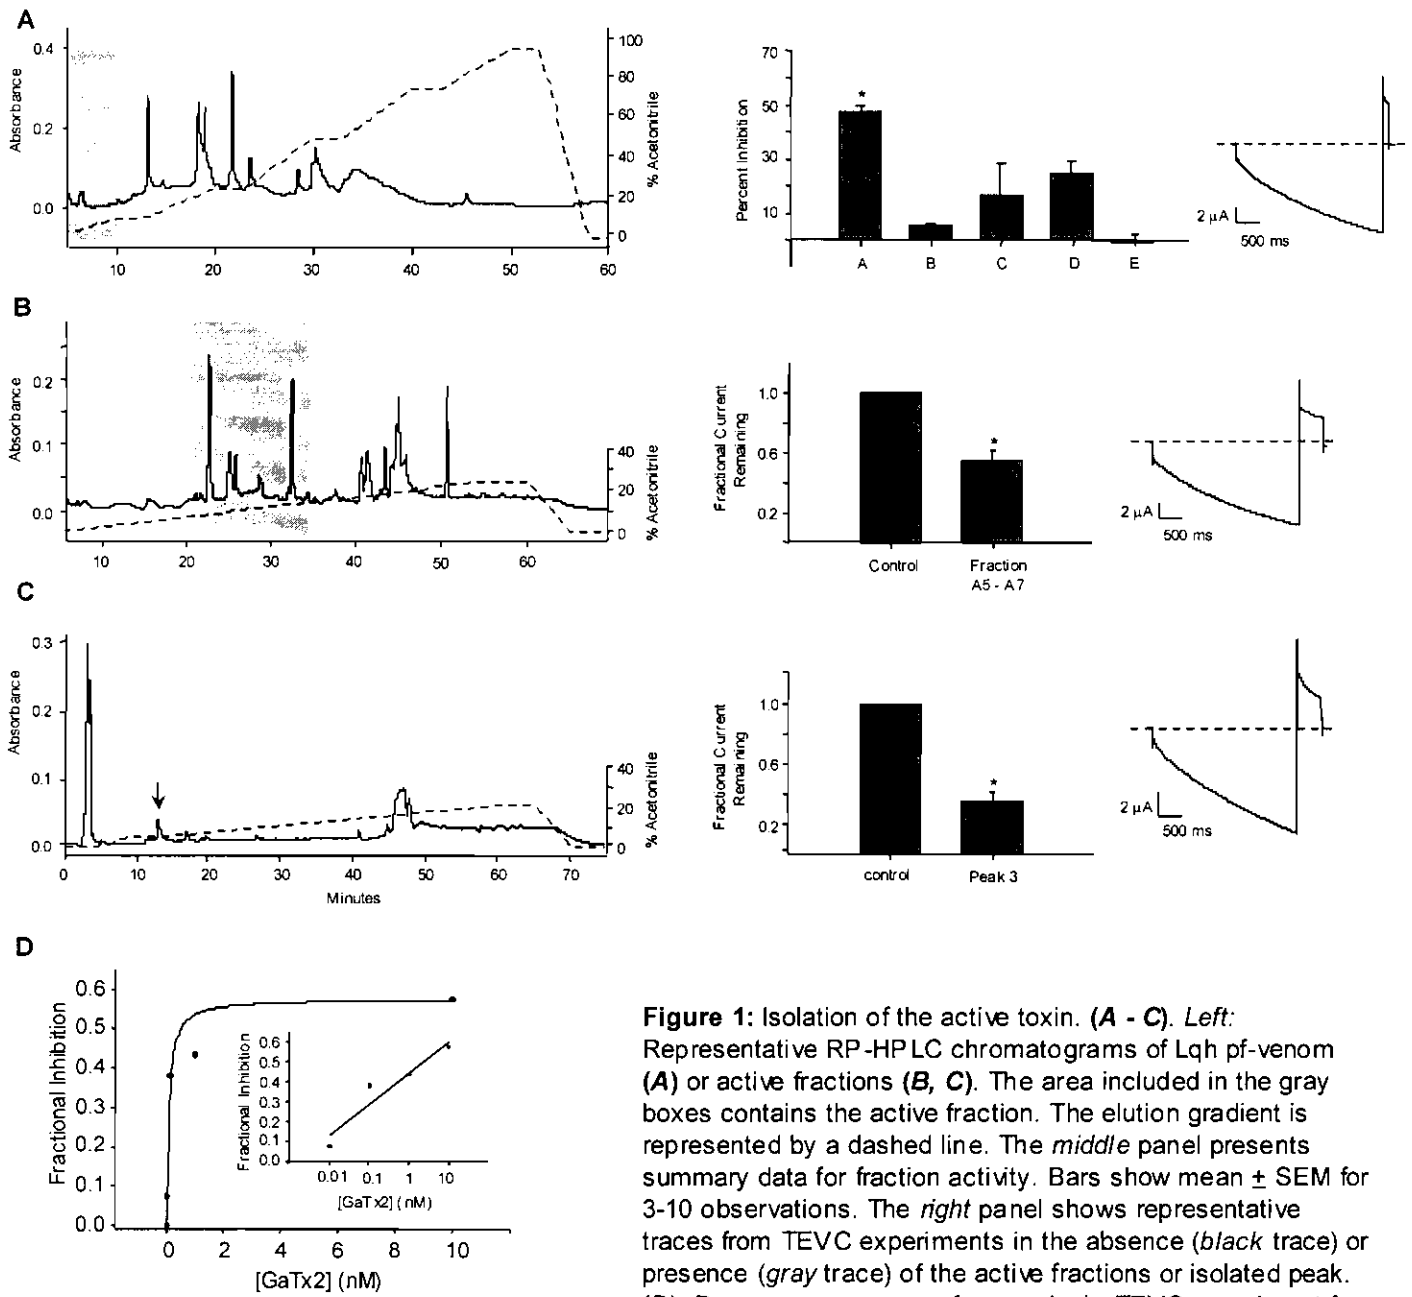 A
0.4
0.2
0.0
Absorbance
100
80
60
40
20
0
% Acetonitrile
10 20 30 40 50 60
70
50
30
10
Percent Inhibition
A B C D E
*
2 µA
500 ms
B
0.2
0.1
0.0
Absorbance
40
20
0
% Acetonitrile
10 20 30 40 50 60
1.0
0.6
0.2
Fractional Current
Remaining
*
Control Fraction
A5 - A7
2 µA
500 ms
C
0.3
0.2
0.1
0.0
Absorbance
40
20
0
% Acetonitrile
0 10 20 30 40 50 60 70
Minutes
1.0
0.6
0.2
Fractional Current
Remaining
*
control Peak 3
2 µA
500 ms
D
0.6
0.5
0.4
0.3
0.2
0.1
0.0
Fractional Inhibition
0 2 4 6 8 10
[GaTx2] (nM)
0.6
0.5
0.4
0.3
0.2
0.1
0.0
Fractional Inhibition
0.01 0.1 1 10
[GaTx2] (nM)
Figure 1: Isolation of the active toxin. (A - C). Left:
Representative RP-HPLC chromatograms of Lqh pf-venom
(A) or active fractions (B, C). The area included in the gray
boxes contains the active fraction. The elution gradient is
represented by a dashed line. The middle panel presents
summary data for fraction activity. Bars show mean ± SEM for
3-10 observations. The right panel shows representative
traces from TEVC experiments in the absence (black trace) or
presence (gray trace) of the active fractions or isolated peak.